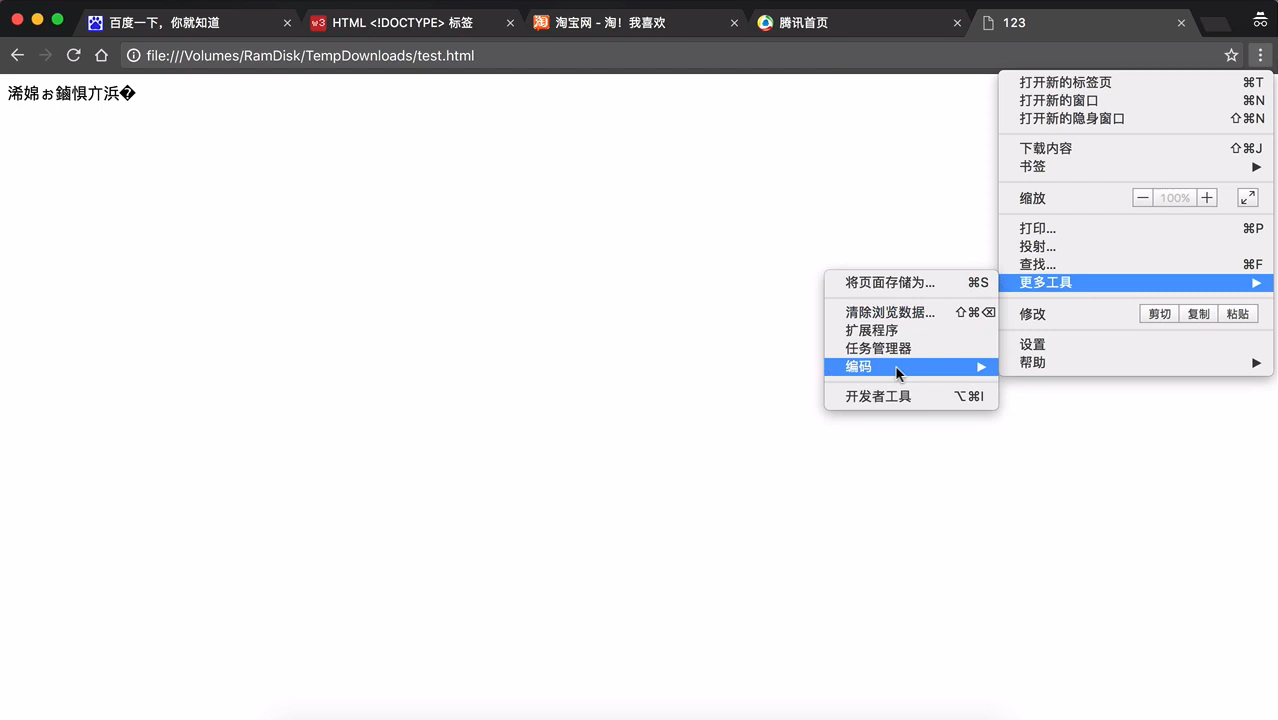 百度一下，你就知道
HTML <!DOCTYPE> 标签
淘宝网 - 淘！我喜欢
腾讯首页
123
file:///Volumes/RamDisk/TempDownloads/test.html
浠婂ぉ鏀惧亣浜�
打开新的标签页 ⌘T
打开新的窗口 ⌘N
打开新的隐身窗口 ⇧⌘N
下载内容 ⇧⌘J
书签 ▶
缩放 − 100% +
打印... ⌘P
投射...
查找... ⌘F
更多工具 ▶
修改 剪切 复制 粘贴
设置
帮助 ▶
将页面存储为... ⌘S
清除浏览数据... ⇧⌘⌫
扩展程序
任务管理器
编码 ▶
开发者工具 ⌥⌘I